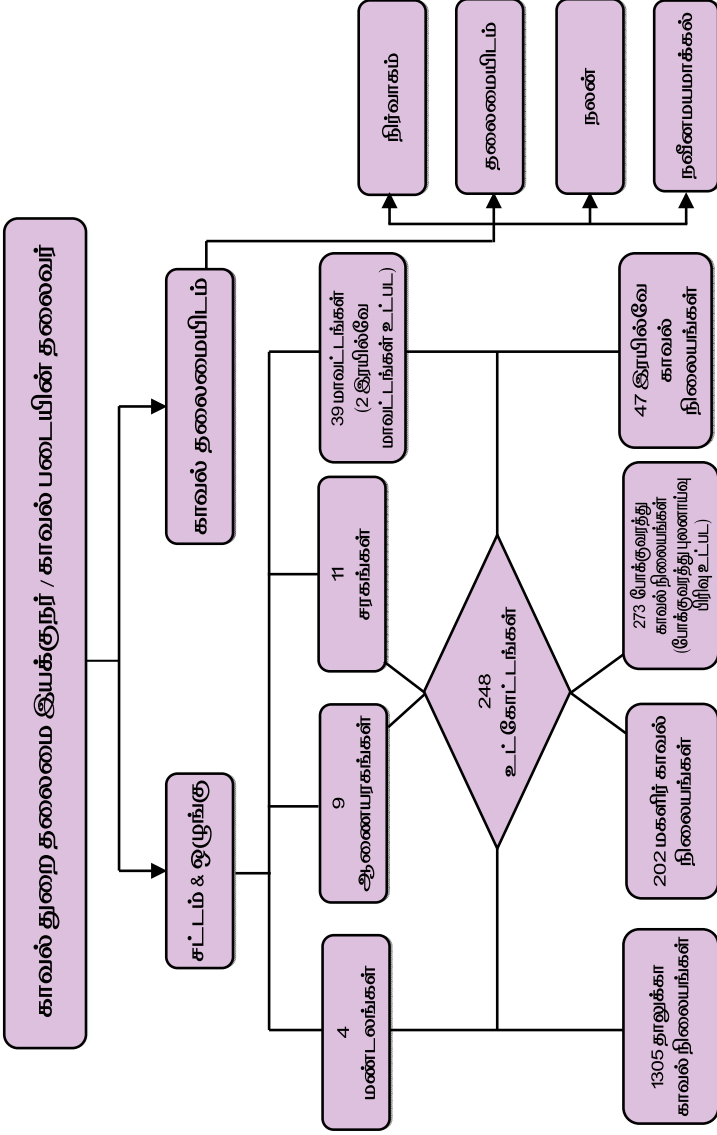 காவல் துறை தலைமை இயக்குநர் / காவல் படையின் தலைவர்
சட்டம் & ஒழுங்கு
காவல் தலைமையிடம்
4
மண்டலங்கள்
9
ஆணையரகங்கள்
11
சரகங்கள்
39 மாவட்டங்கள்
(2 இரயில்வே
மாவட்டங்கள் உட்பட)
நிர்வாகம்
தலைமையிடம்
நலன்
நவீனமயமாக்கல்
248
உட்கோட்டங்கள்
1305 தாலுக்கா
காவல் நிலையங்கள்
202 மகளிர் காவல்
நிலையங்கள்
273 போக்குவரத்து
காவல் நிலையங்கள்
(போக்குவரத்து புலனாய்வு
பிரிவு உட்பட)
47 இரயில்வே
காவல்
நிலையங்கள்